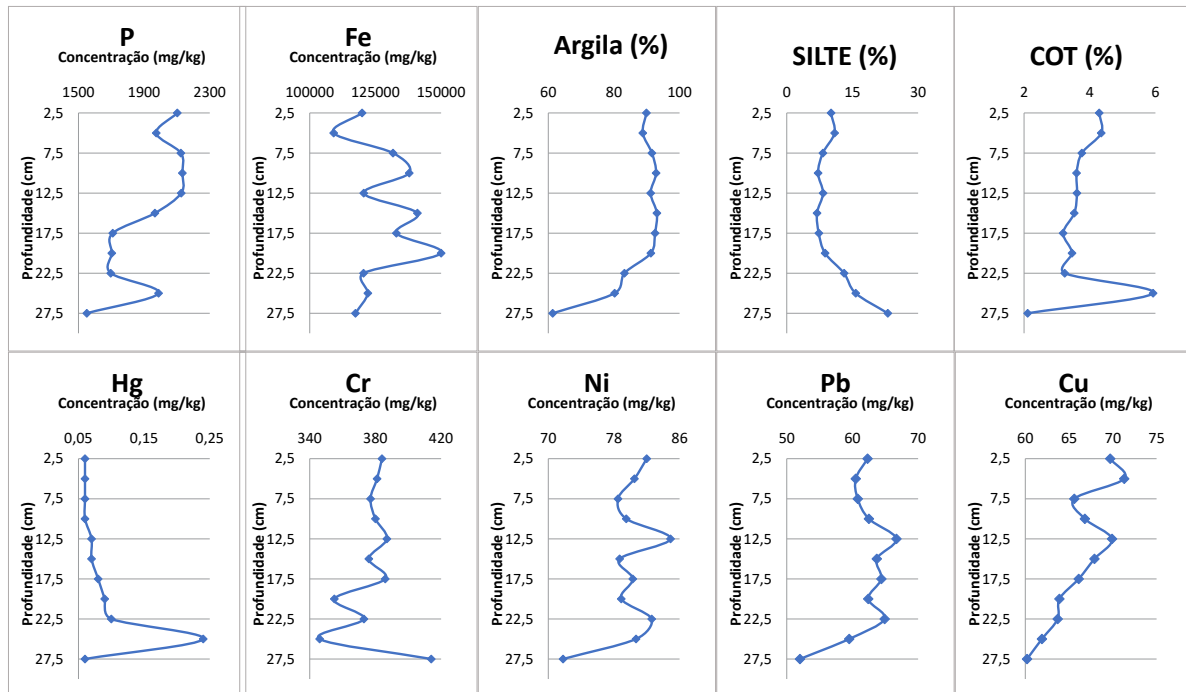 P
Concentração (mg/kg)
1500 1900 2300
Profundidade (cm)
2,5
7,5
12,5
17,5
22,5
27,5
Fe
Concentração (mg/kg)
100000 125000 150000
Profundidade (cm)
2,5
7,5
12,5
17,5
22,5
27,5
Argila (%)
60 80 100
Profundidade (cm)
2,5
7,5
12,5
17,5
22,5
27,5
SILTE (%)
0 15 30
Profundidade (cm)
2,5
7,5
12,5
17,5
22,5
27,5
COT (%)
2 4 6
Profundidade (cm)
2,5
7,5
12,5
17,5
22,5
27,5
Hg
Concentração (mg/kg)
0,05 0,15 0,25
Profundidade (cm)
2,5
7,5
12,5
17,5
22,5
27,5
Cr
Concentração (mg/kg)
340 380 420
Profundidade (cm)
2,5
7,5
12,5
17,5
22,5
27,5
Ni
Concentração (mg/kg)
70 78 86
Profundidade (cm)
2,5
7,5
12,5
17,5
22,5
27,5
Pb
Concentração (mg/kg)
50 60 70
Profundidade (cm)
2,5
7,5
12,5
17,5
22,5
27,5
Cu
Concentração (mg/kg)
60 65 70 75
Profundidade (cm)
2,5
7,5
12,5
17,5
22,5
27,5